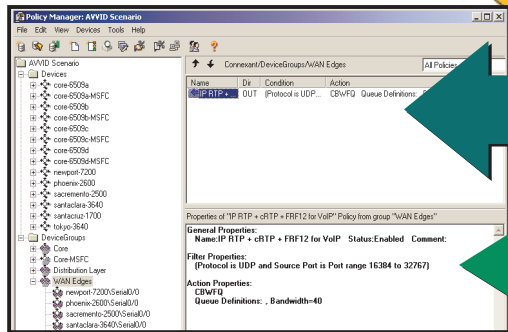 Policy Manager: AVVID Scenario
File Edit View Devices Tools Help
AVVID Scenario
Devices
core-6509a
core-6509a-MSFC
core-6509b
core-6509b-MSFC
core-6509c
core-6509c-MSFC
core-6509d
core-6509d-MSFC
newport-7200
phoenix-2600
sacremento-2500
santaclara-3640
santacruz-1700
tokyo-3640
DeviceGroups
Core
Core-MSFC
Distribution Layer
WAN Edges
newport-7200\Serial0/0
phoenix-2600\Serial0/0
sacremento-2500\Serial0/0
santaclara-3640\Serial0/0
Connexant/DeviceGroups/WAN Edges
All Policies
Name Dir Condition Action
IP RTP +... OUT (Protocol is UDP... CBWFQ Queue Definitions:
Properties of "IP RTP + cRTP + FRF12 for VoIP" Policy from group "WAN Edges"
General Properties:
Name:IP RTP + cRTP + FRF12 for VoIP Status:Enabled Comment:
Filter Properties:
(Protocol is UDP and Source Port is Port range 16384 to 32767)
Action Properties:
CBWFQ
Queue Definitions: , Bandwidth=40